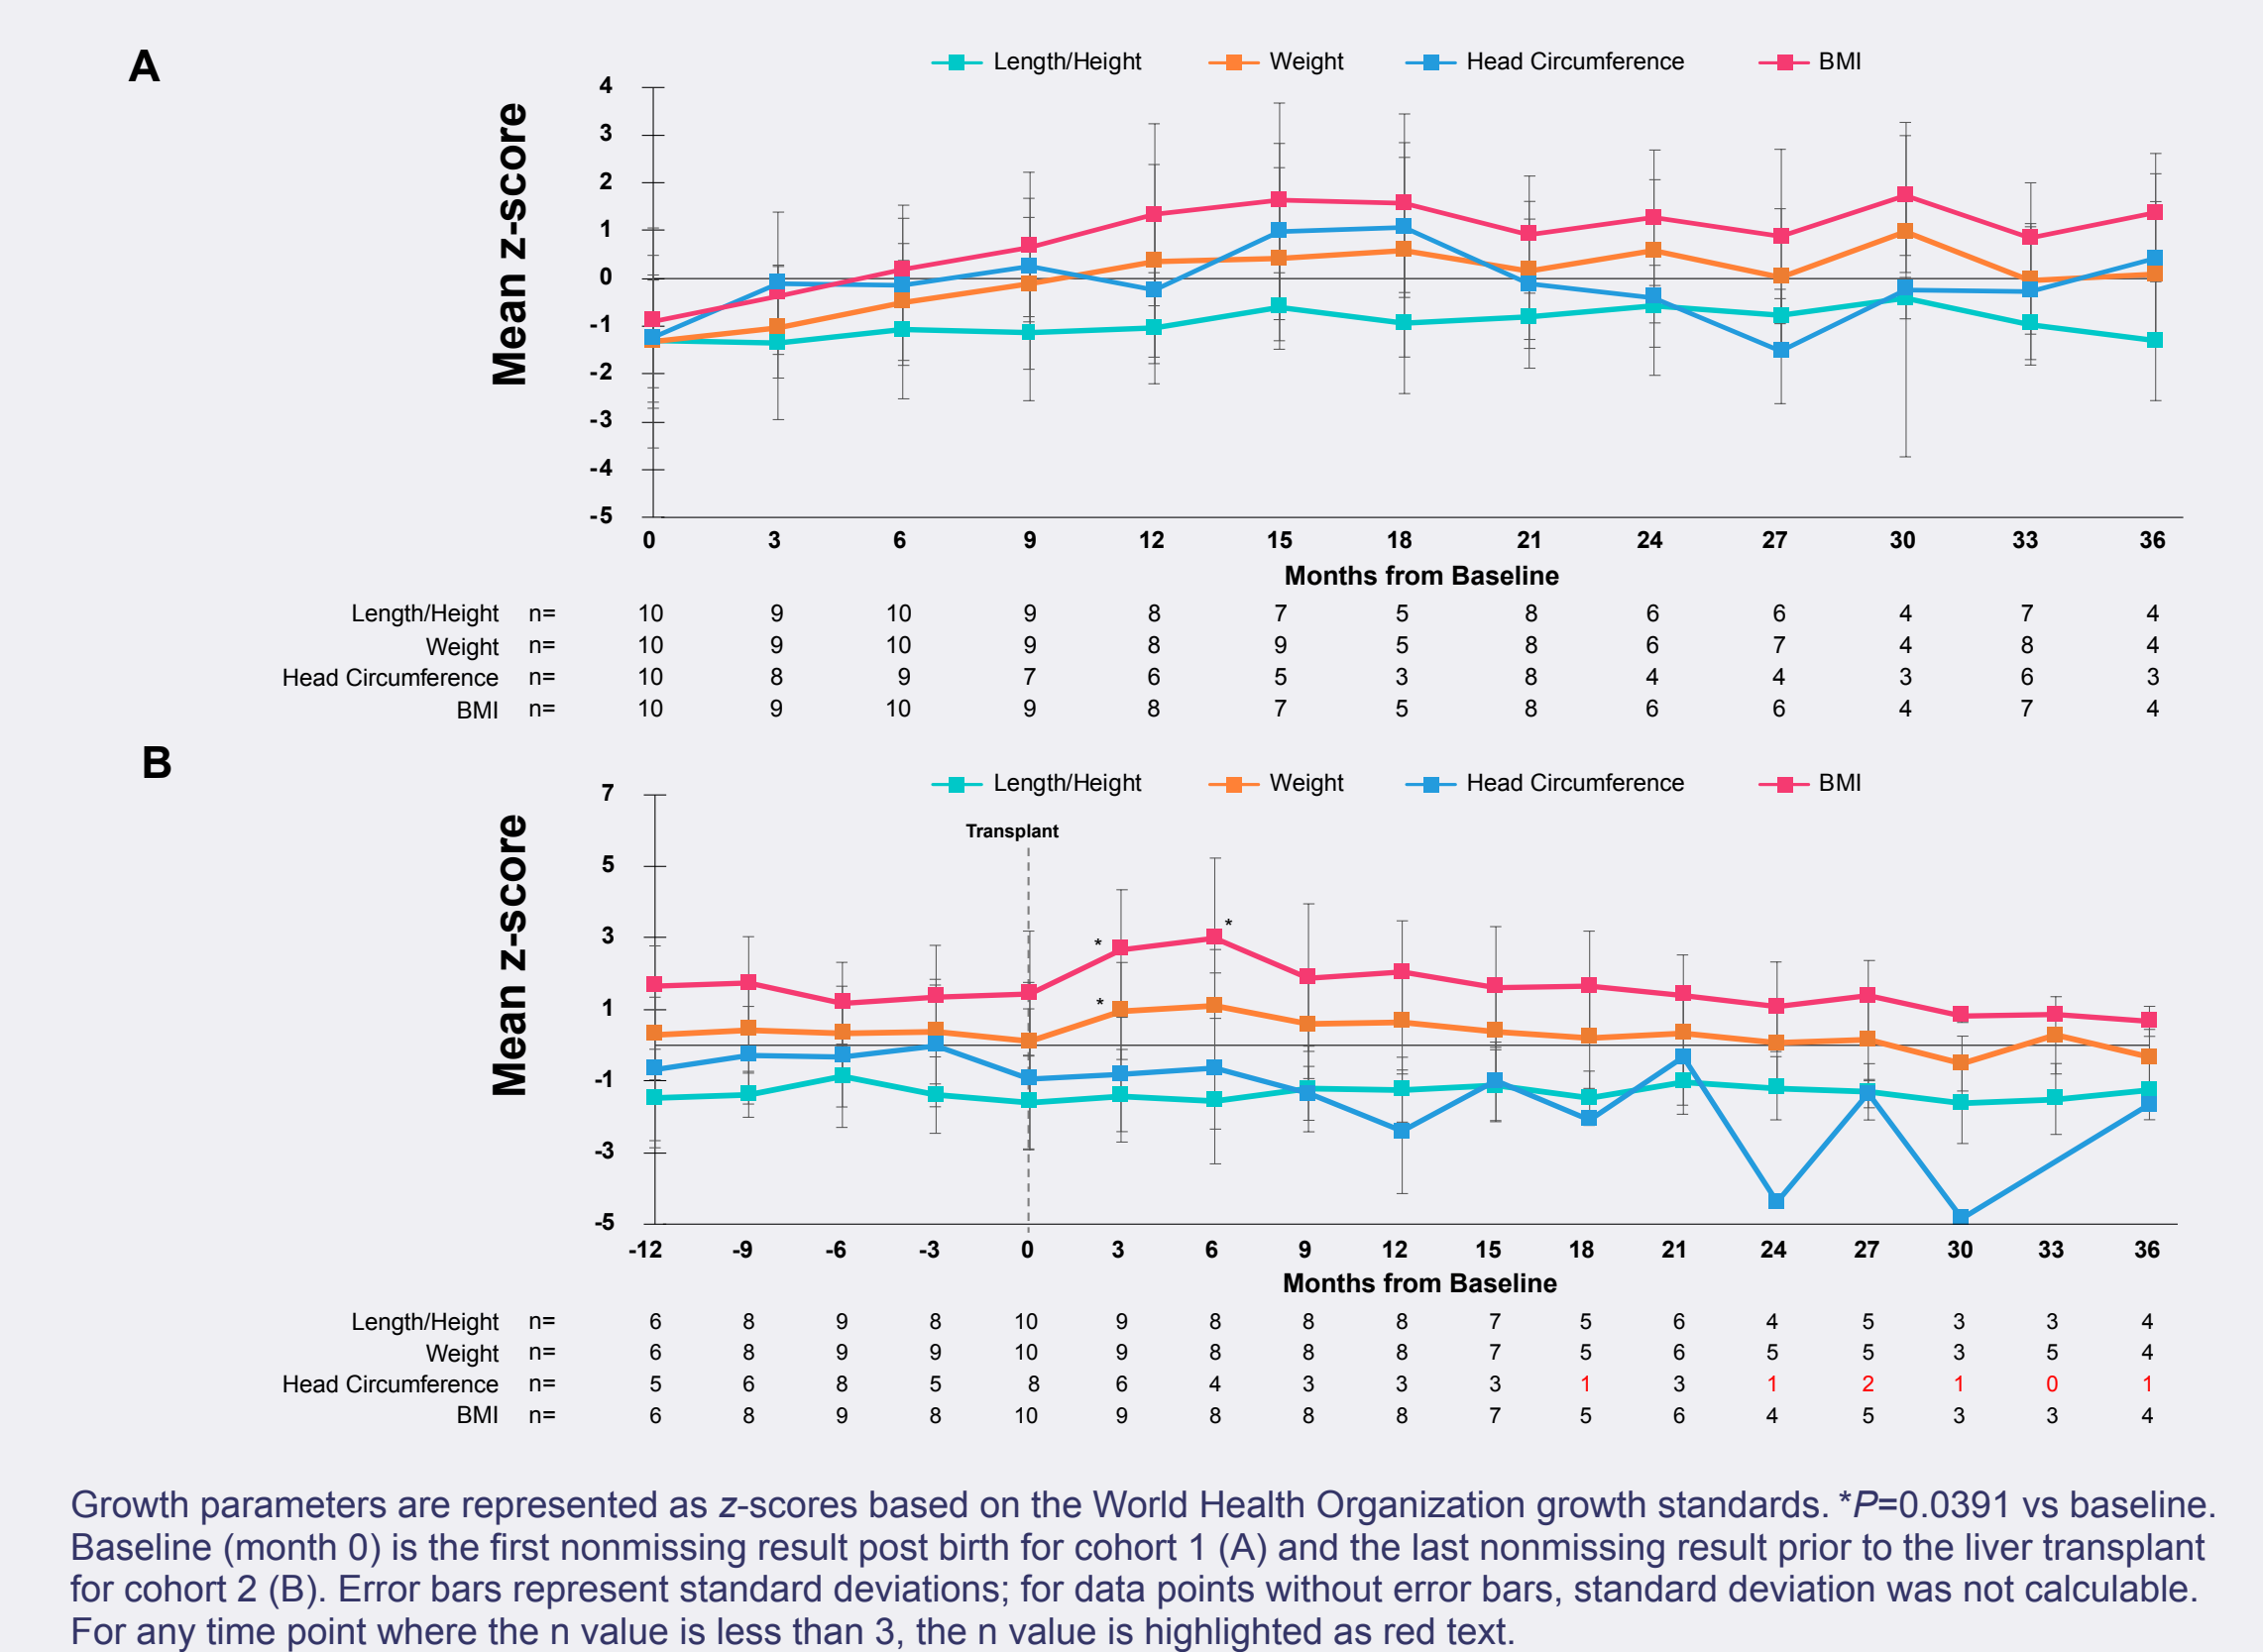 A
Length/Height Weight Head Circumference BMI
Mean z-score
4
3
2
1
0
-1
-2
-3
-4
-5
0 3 6 9 12 15 18 21 24 27 30 33 36
Months from Baseline
Length/Height n= 10 9 10 9 8 7 5 8 6 6 4 7 4
Weight n= 10 9 10 9 8 9 5 8 6 7 4 8 4
Head Circumference n= 10 8 9 7 6 5 3 8 4 4 3 6 3
BMI n= 10 9 10 9 8 7 5 8 6 6 4 7 4
B
Length/Height Weight Head Circumference BMI
Mean z-score
Transplant
7
5
3
1
-1
-3
-5
* *
*
-12 -9 -6 -3 0 3 6 9 12 15 18 21 24 27 30 33 36
Months from Baseline
Length/Height n= 6 8 9 8 10 9 8 8 8 7 5 6 4 5 3 3 4
Weight n= 6 8 9 9 10 9 8 8 8 7 5 6 5 5 3 5 4
Head Circumference n= 5 6 8 5 8 6 4 3 3 3 1 3 1 2 1 0 1
BMI n= 6 8 9 8 10 9 8 8 8 7 5 6 4 5 3 3 4
Growth parameters are represented as z-scores based on the World Health Organization growth standards. *P=0.0391 vs baseline.
Baseline (month 0) is the first nonmissing result post birth for cohort 1 (A) and the last nonmissing result prior to the liver transplant
for cohort 2 (B). Error bars represent standard deviations; for data points without error bars, standard deviation was not calculable.
For any time point where the n value is less than 3, the n value is highlighted as red text.